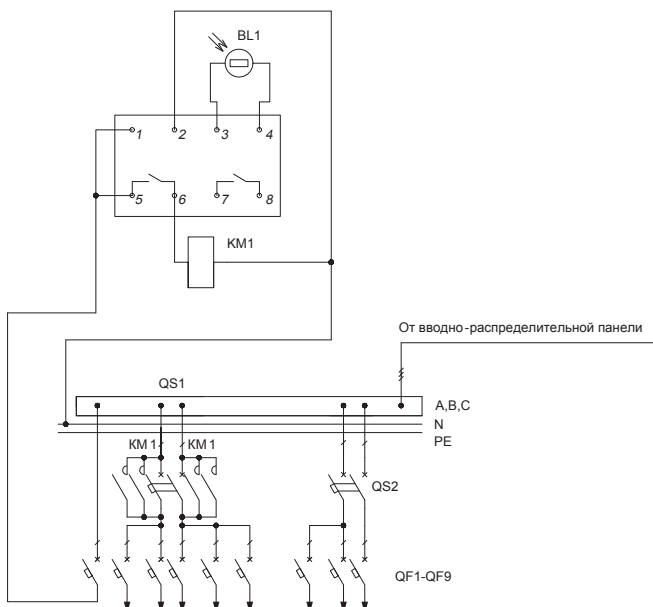 BL1
1 2 3 4
5 6 7 8
KM1
От вводно-распределительной панели
QS1
A,B,C
N
KM1 KM1
PE
QS2
QF1-QF9